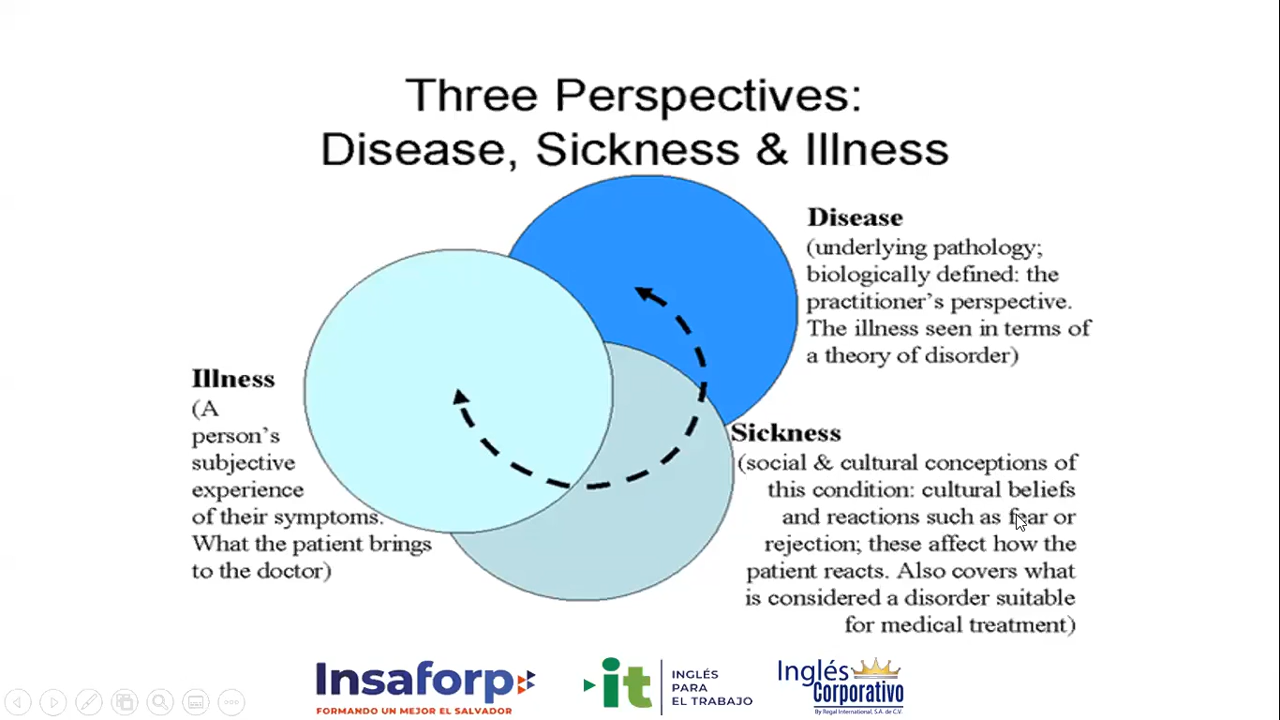 Three Perspectives:
Disease, Sickness & Illness
Disease
(underlying pathology;
biologically defined: the
practitioner's perspective.
The illness seen in terms of
a theory of disorder)
Illness
(A
person's
subjective
experience
of their symptoms.
What the patient brings
to the doctor)
Sickness
(social & cultural conceptions of
this condition: cultural beliefs
and reactions such as fear or
rejection; these affect how the
patient reacts. Also covers what
is considered a disorder suitable
for medical treatment)
Insaforp
FORMANDO UN MEJOR EL SALVADOR
it
INGLÉS
PARA
EL TRABAJO
Inglés
Corporativo
By Regal International, S.A. de C.V.